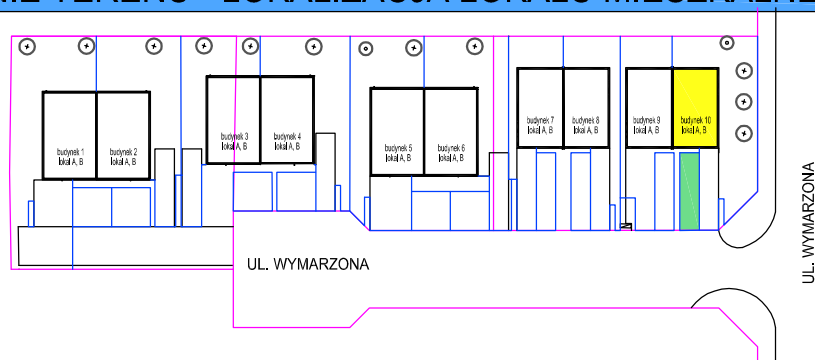 budynek 1
lokal A, B
budynek 2
lokal A, B
budynek 3
lokal A, B
budynek 4
lokal A, B
budynek 5
lokal A, B
budynek 6
lokal A, B
budynek 7
lokal A, B
budynek 8
lokal A, B
budynek 9
lokal A, B
budynek 10
lokal A, B
UL. WYMARZONA
UL. WYMARZONA